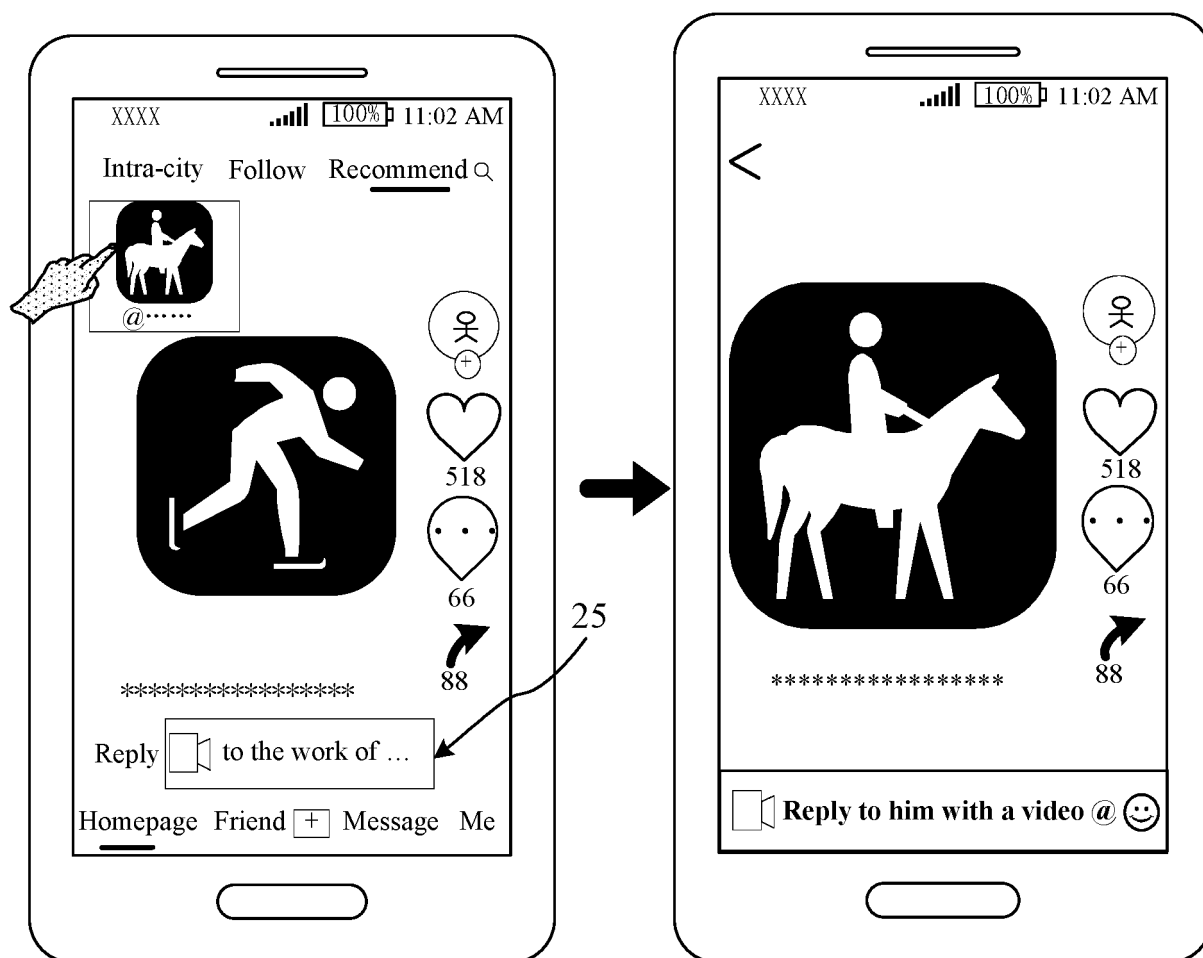 XXXX 100% 11:02 AM
Intra-city Follow Recommend
@······
518
66
88
25
*****************
Reply to the work of ...
Homepage Friend + Message Me
XXXX 100% 11:02 AM
<
+
518
66
88
*****************
Reply to him with a video @